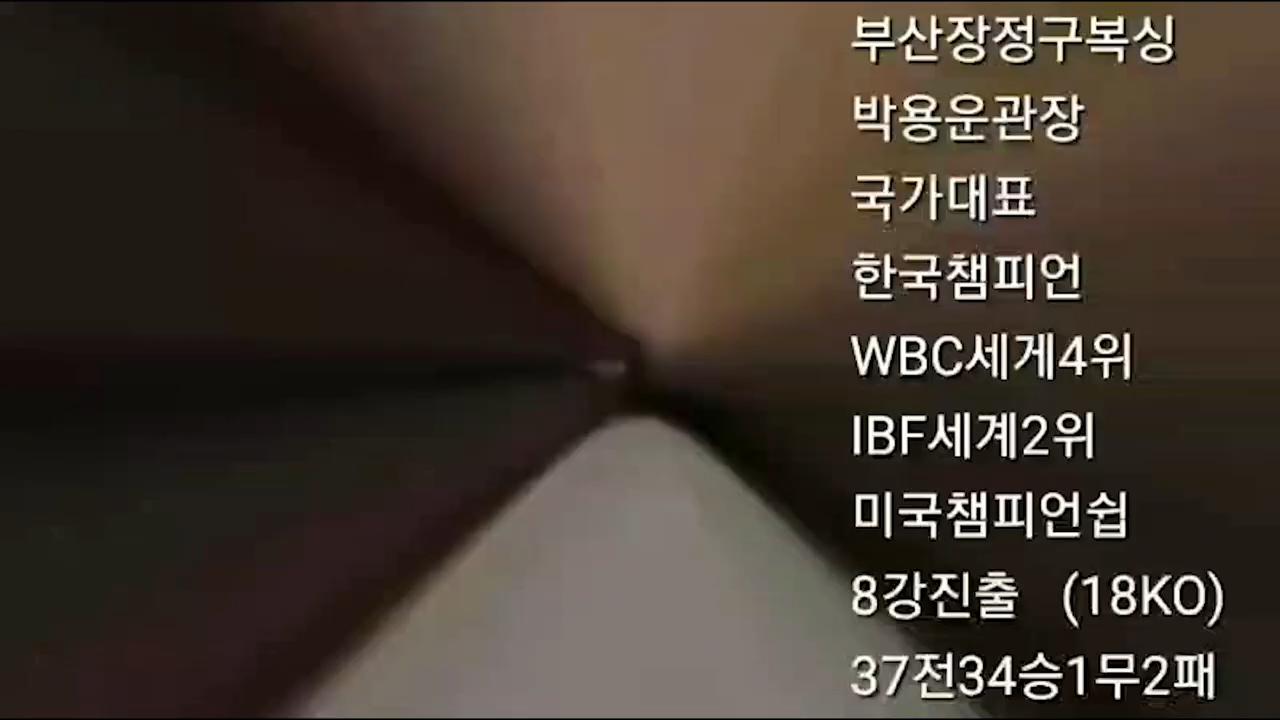 부산장정구복싱
박용운관장
국가대표
한국챔피언
WBC세게4위
IBF세계2위
미국챔피언쉽
8강진출 (18KO)
37전34승1무2패